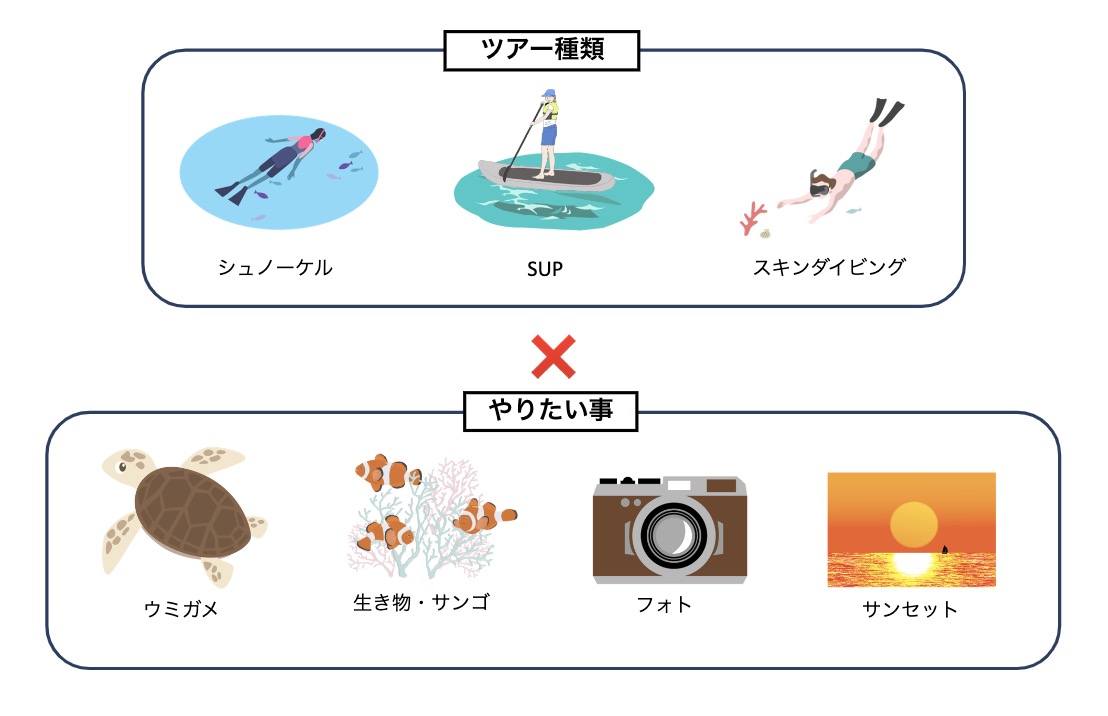 ツアー種類
シュノーケル
SUP
スキンダイビング
やりたい事
ウミガメ
生き物・サンゴ
フォト
サンセット